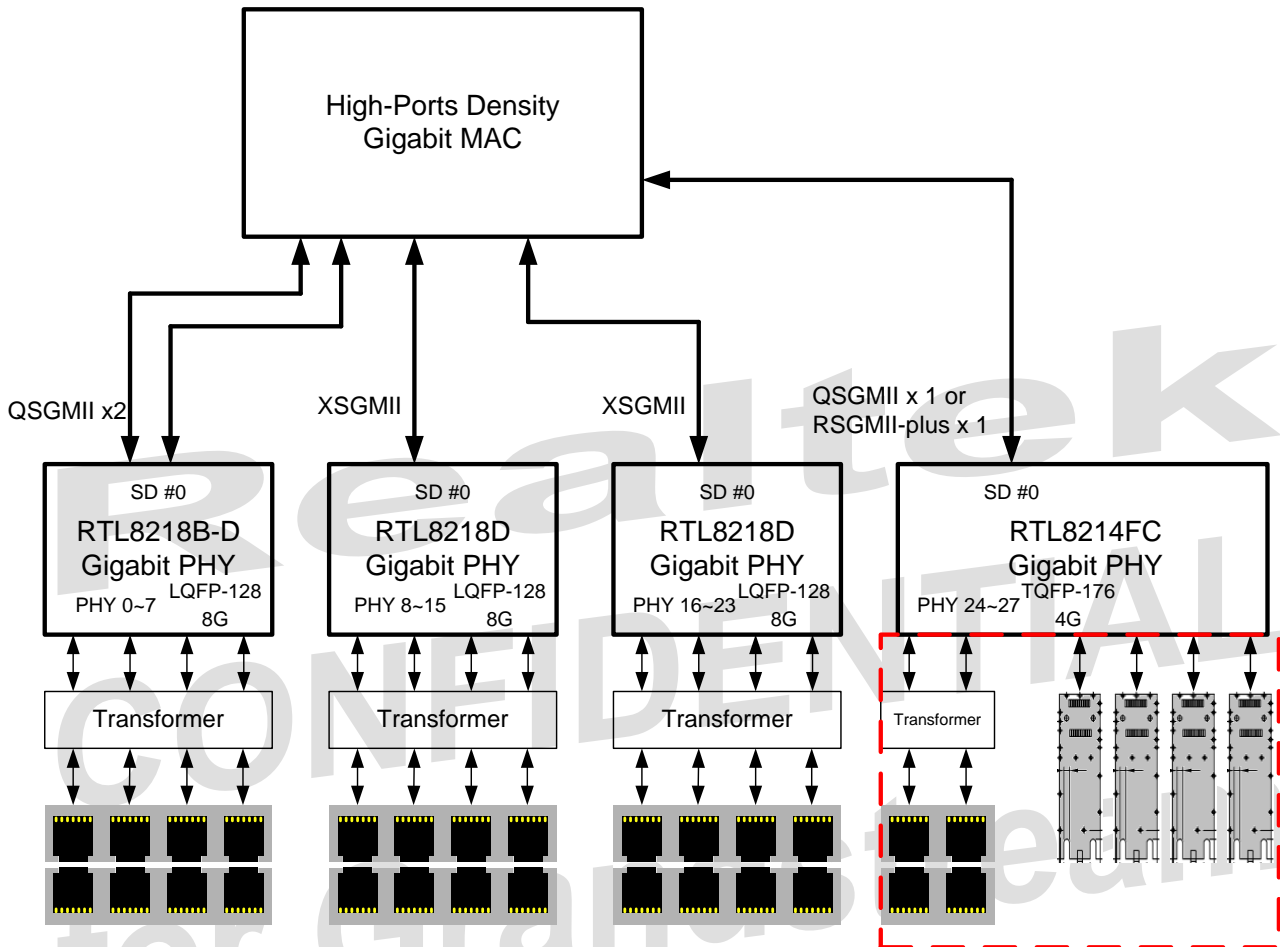 High-Ports Density
Gigabit MAC
QSGMII x2
XSGMII
XSGMII
QSGMII x 1 or
RSGMII-plus x 1
SD #0
RTL8218B-D
Gigabit PHY
PHY 0~7
LQFP-128
8G
SD #0
RTL8218D
Gigabit PHY
PHY 8~15
LQFP-128
8G
SD #0
RTL8218D
Gigabit PHY
PHY 16~23
LQFP-128
8G
SD #0
RTL8214FC
Gigabit PHY
PHY 24~27
TQFP-176
4G
Transformer
Transformer
Transformer
Transformer
Realtek
CONFIDENTIAL
for Grandstream